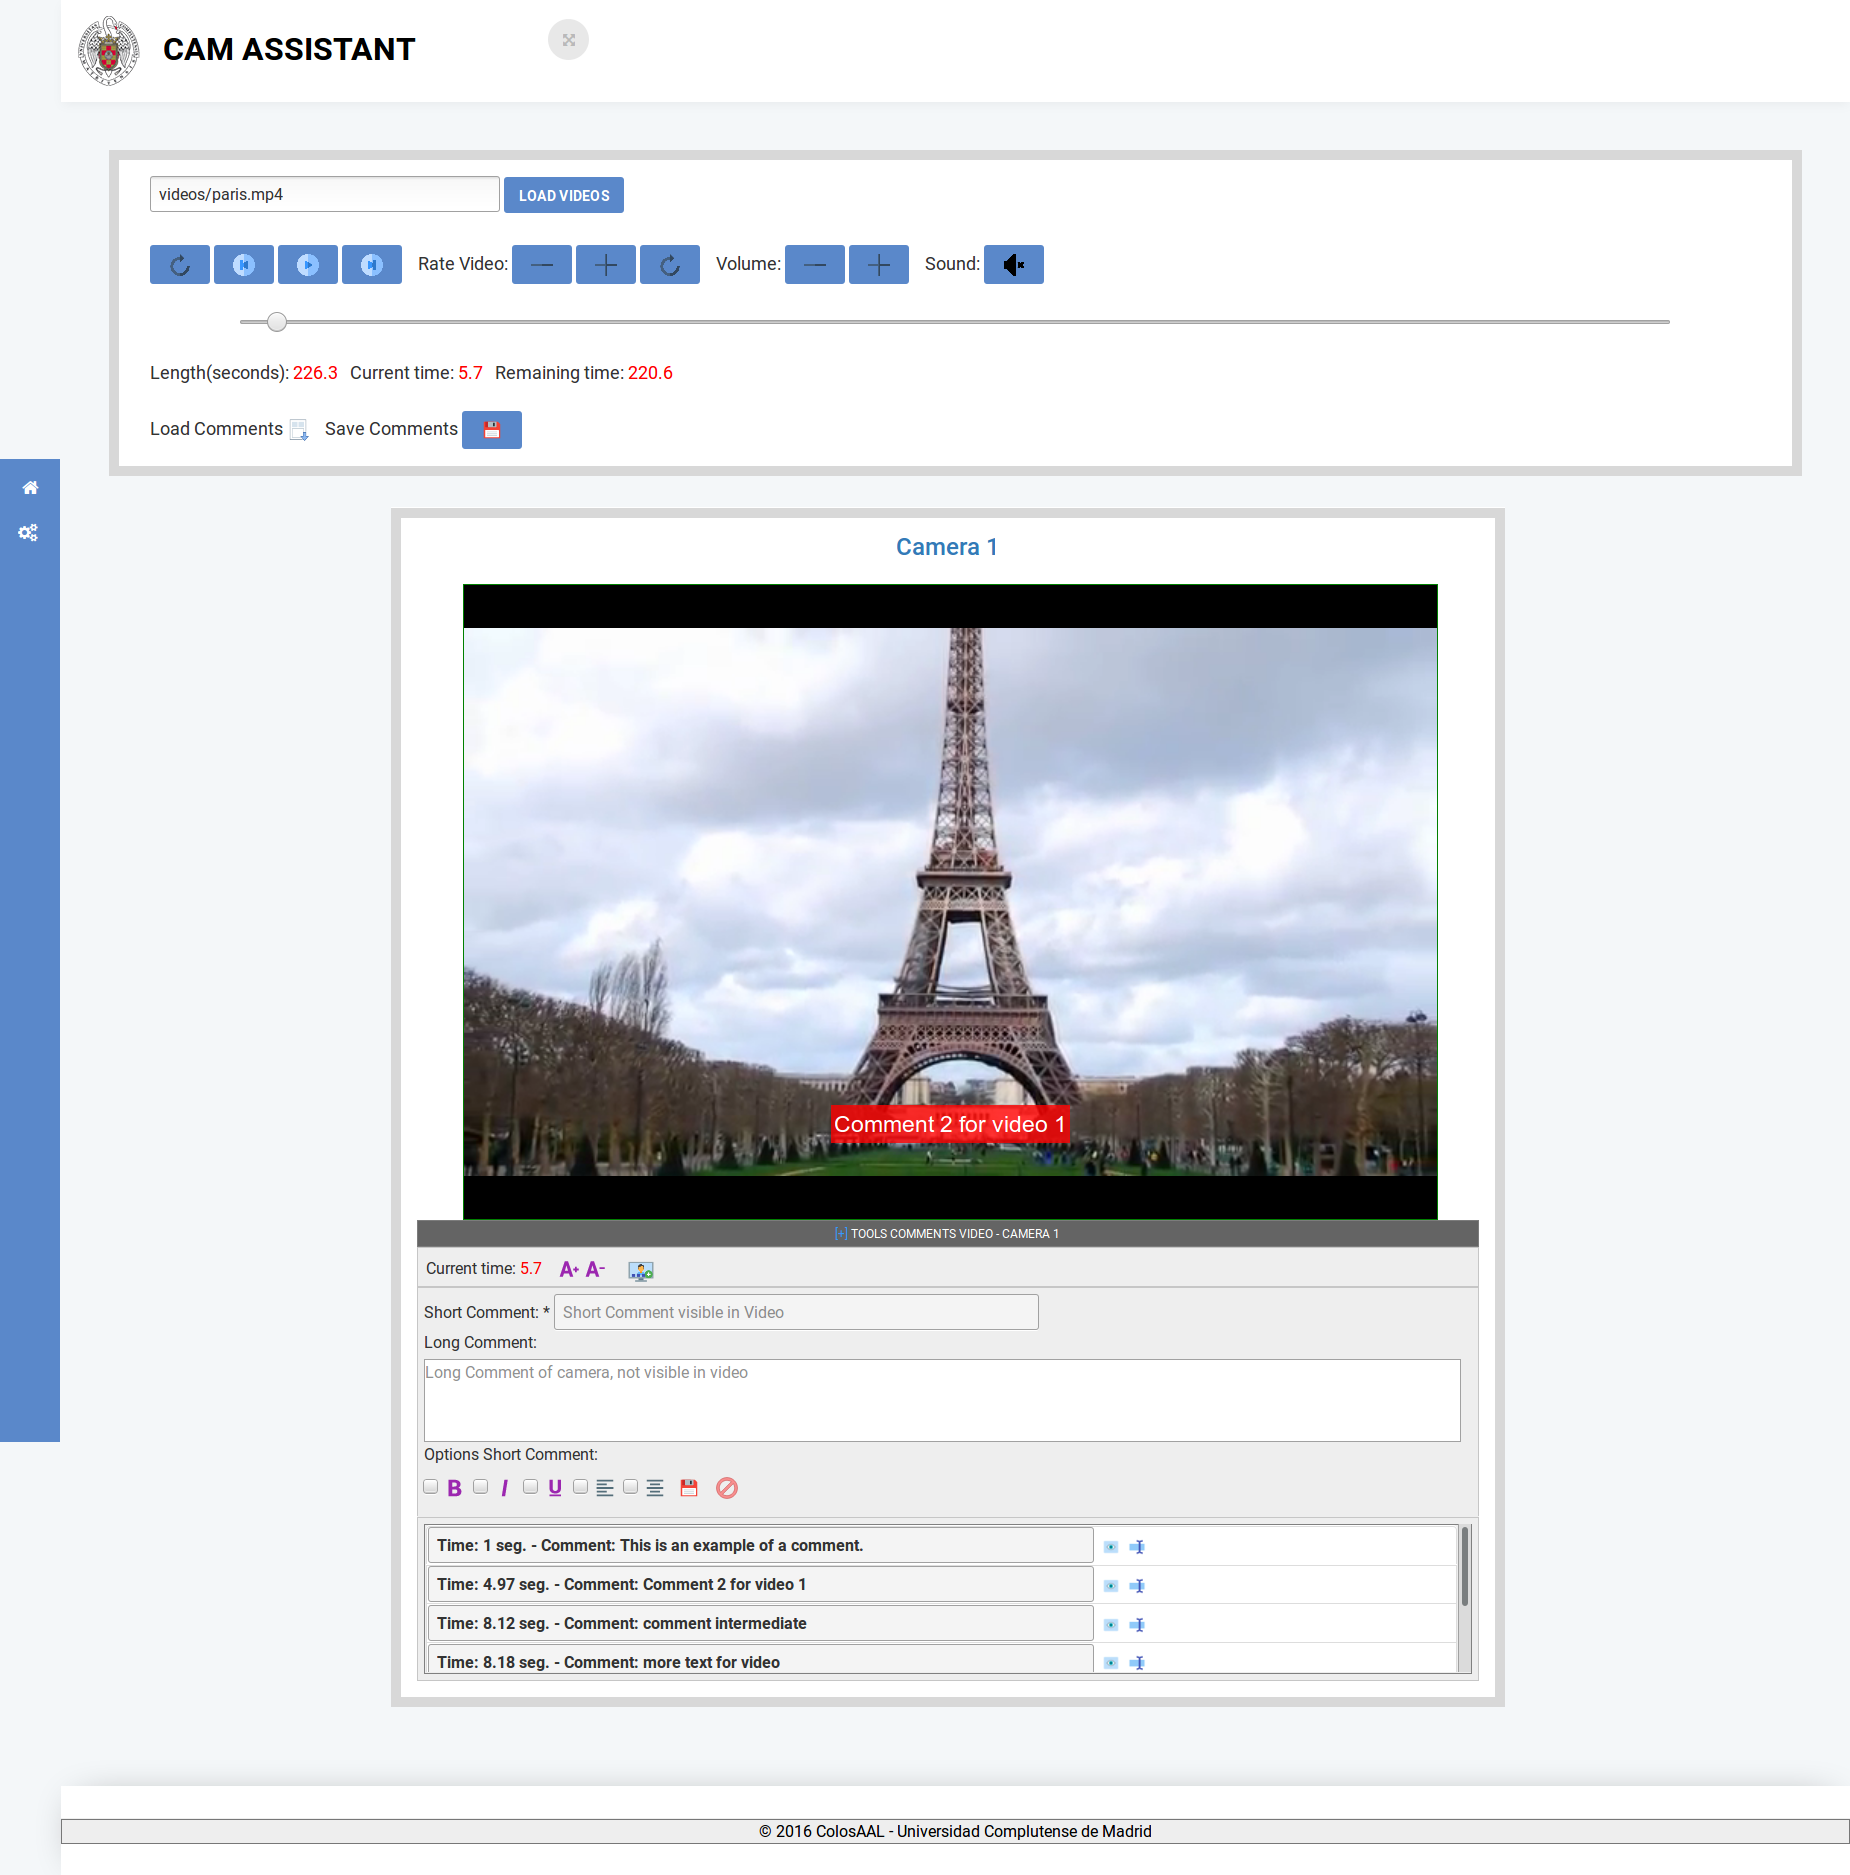 CAM ASSISTANT
videos/paris.mp4 LOAD VIDEOS
Rate Video: Volume: Sound:
Length(seconds): 226.3 Current time: 5.7 Remaining time: 220.6
Load Comments Save Comments
Camera 1
Comment 2 for video 1
[+] TOOLS COMMENTS VIDEO - CAMERA 1
Current time: 5.7 A+ A-
Short Comment: * Short Comment visible in Video
Long Comment:
Long Comment of camera, not visible in video
Options Short Comment:
B I U
Time: 1 seg. - Comment: This is an example of a comment.
Time: 4.97 seg. - Comment: Comment 2 for video 1
Time: 8.12 seg. - Comment: comment intermediate
Time: 8.18 seg. - Comment: more text for video
© 2016 ColosAAL - Universidad Complutense de Madrid